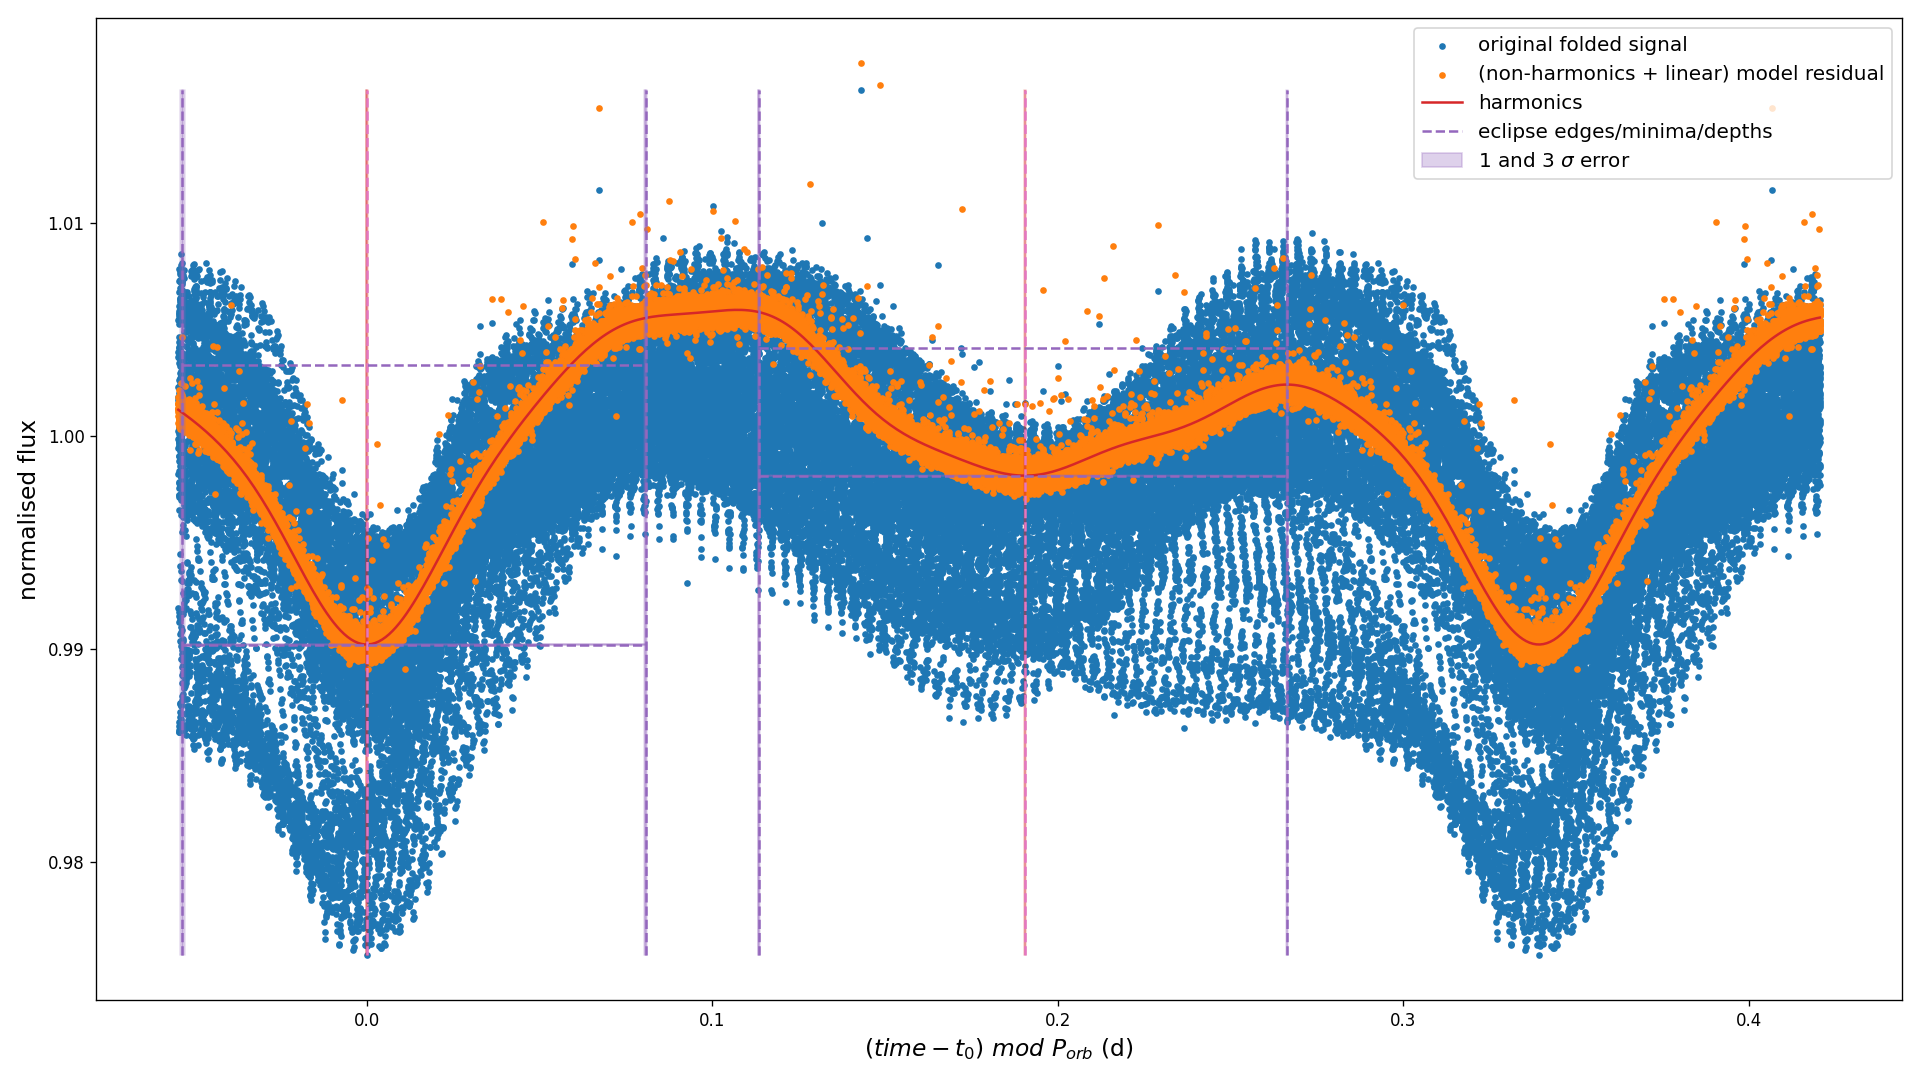 original folded signal
(non-harmonics + linear) model residual
harmonics
eclipse edges/minima/depths
1 and 3 σ error
normalised flux
1.01
1.00
0.99
0.98
0.0
0.1
0.2
0.3
0.4
(time − t₀) mod Pₒᵣb (d)